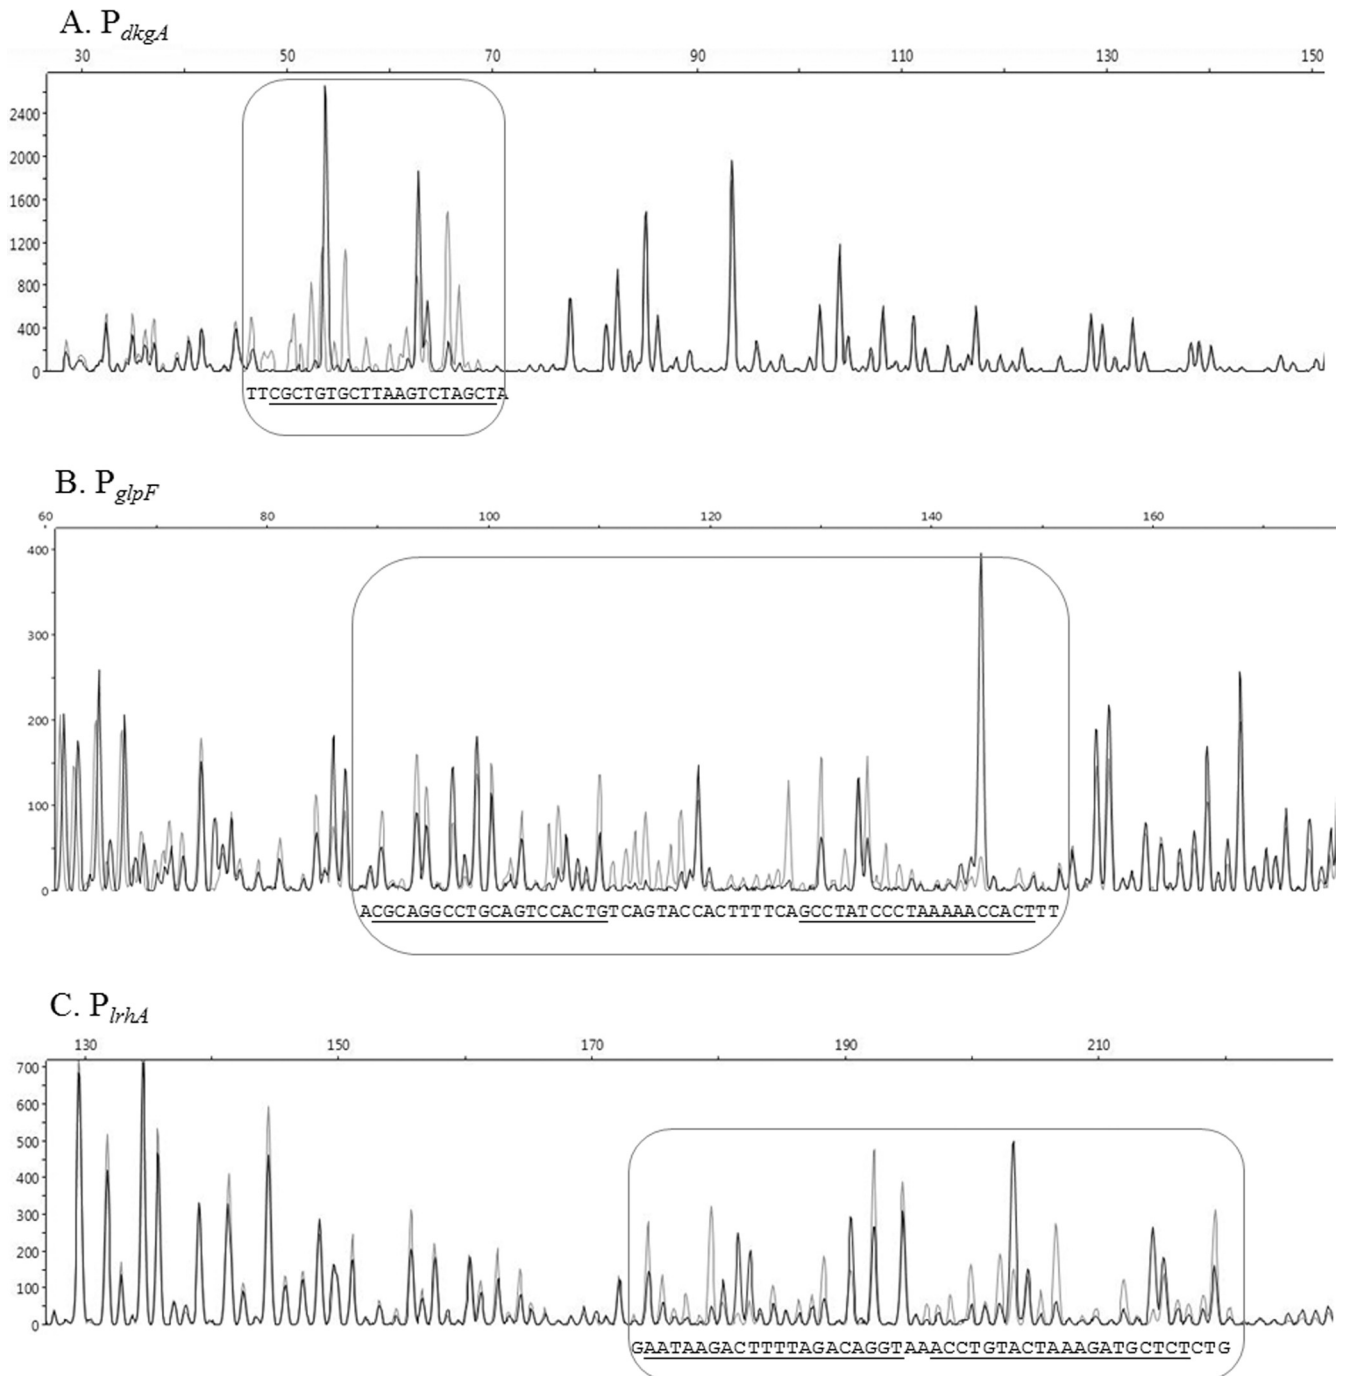 A. PdkgA
30 50 70 90 110 130 150
2400
2000
1600
1200
800
400
0
TTCGCTGTGCTTAAGTCTAGCTA
B. PglpF
60 80 100 120 140 160
400
300
200
100
0
ACGCAGGCCTGCAGTCCACTGTCAGTACCACTTTTCAGCCTATCCCTAAAAACCACTTT
C. PlrhA
130 150 170 190 210
700
600
500
400
300
200
100
0
GAATAAGACTTTTAGACAGGTAAACCTGTACTAAAGATGCTCTCTG